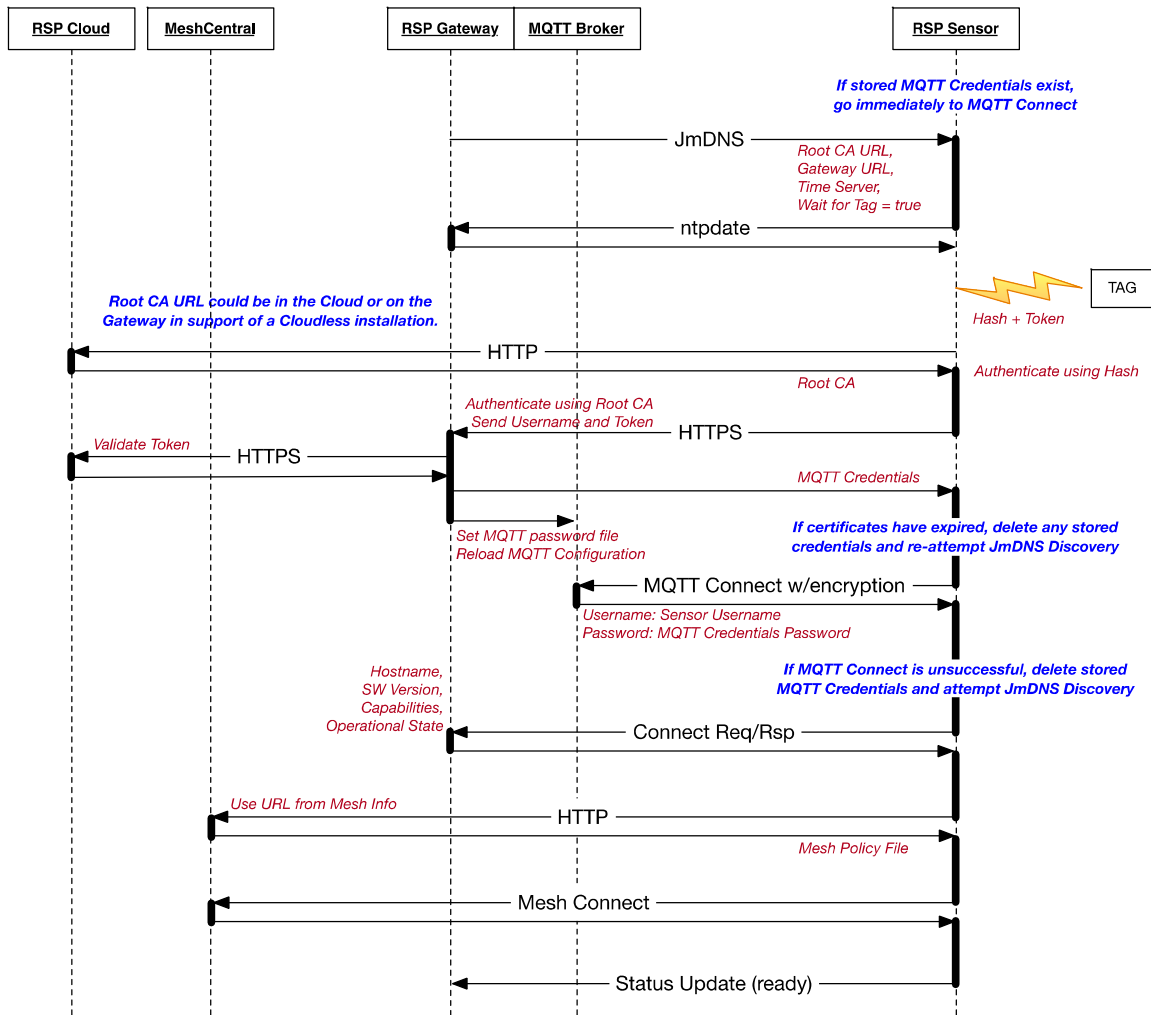 RSP Cloud
MeshCentral
RSP Gateway
MQTT Broker
RSP Sensor
If stored MQTT Credentials exist,
go immediately to MQTT Connect
JmDNS
Root CA URL,
Gateway URL,
Time Server,
Wait for Tag = true
ntpdate
TAG
Hash + Token
Root CA URL could be in the Cloud or on the
Gateway in support of a Cloudless installation.
HTTP
Root CA
Authenticate using Hash
Authenticate using Root CA
Send Username and Token
HTTPS
Validate Token
HTTPS
MQTT Credentials
Set MQTT password file
Reload MQTT Configuration
If certificates have expired, delete any stored
credentials and re-attempt JmDNS Discovery
MQTT Connect w/encryption
Username: Sensor Username
Password: MQTT Credentials Password
If MQTT Connect is unsuccessful, delete stored
MQTT Credentials and attempt JmDNS Discovery
Hostname,
SW Version,
Capabilities,
Operational State
Connect Req/Rsp
Use URL from Mesh Info
HTTP
Mesh Policy File
Mesh Connect
Status Update (ready)